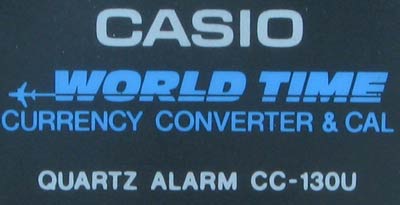 CASIO
WORLD TIME
CURRENCY CONVERTER & CAL
QUARTZ ALARM CC-130U